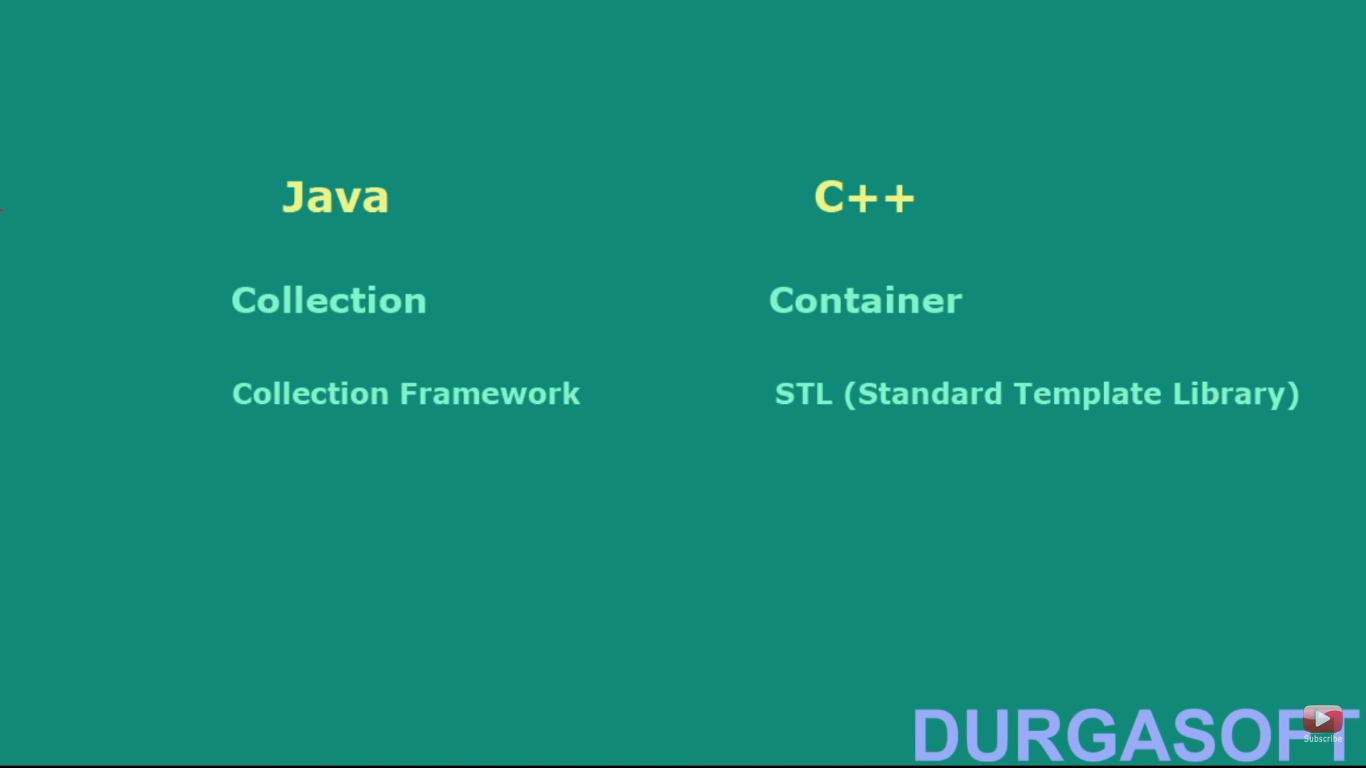 Java C++
Collection Container
Collection Framework STL (Standard Template Library)
DURGASOFT
Subscribe